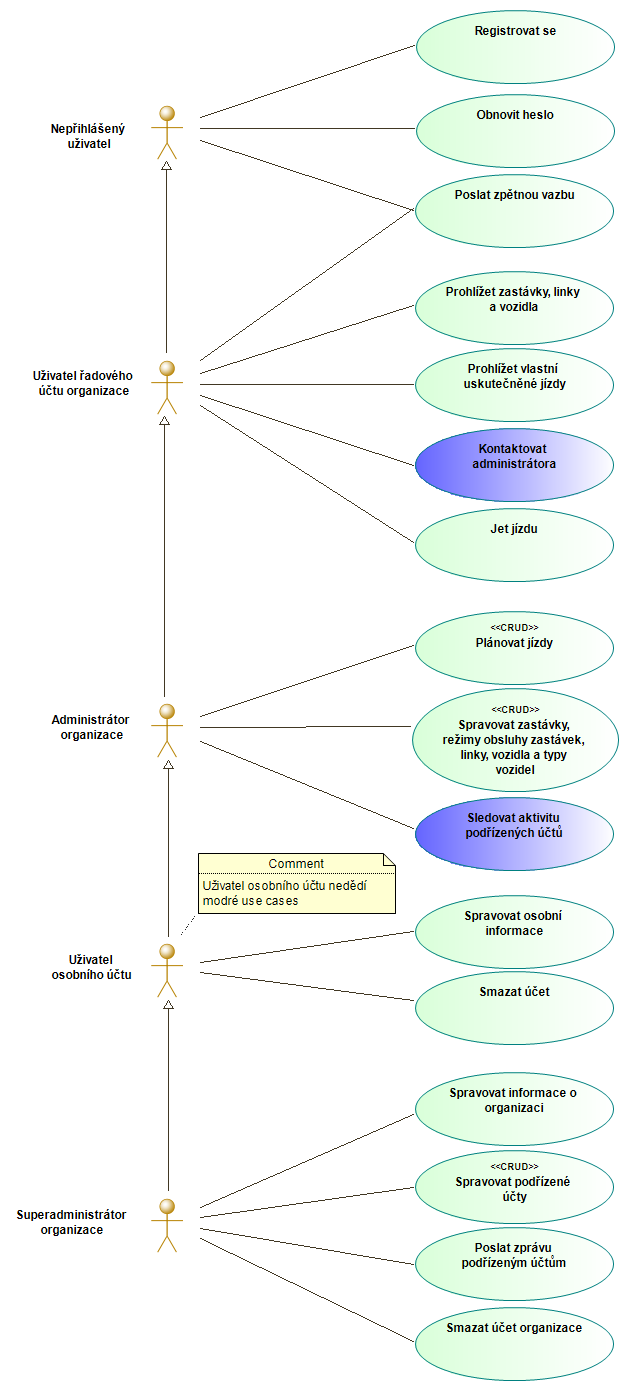 Registrovat se
Obnovit heslo
Nepřihlášený
uživatel
Poslat zpětnou vazbu
Prohlížet zastávky, linky
a vozidla
Uživatel řadového
účtu organizace
Prohlížet vlastní
uskutečněné jízdy
Kontaktovat
administrátora
Jet jízdu
<<CRUD>>
Plánovat jízdy
Administrátor
organizace
<<CRUD>>
Spravovat zastávky,
režimy obsluhy zastávek,
linky, vozidla a typy
vozidel
Sledovat aktivitu
podřízených účtů
Comment
Uživatel osobního účtu nedědí
modré use cases
Uživatel
osobního účtu
Spravovat osobní
informace
Smazat účet
Spravovat informace o
organizaci
<<CRUD>>
Spravovat podřízené
účty
Superadministrátor
organizace
Poslat zprávu
podřízeným účtům
Smazat účet organizace